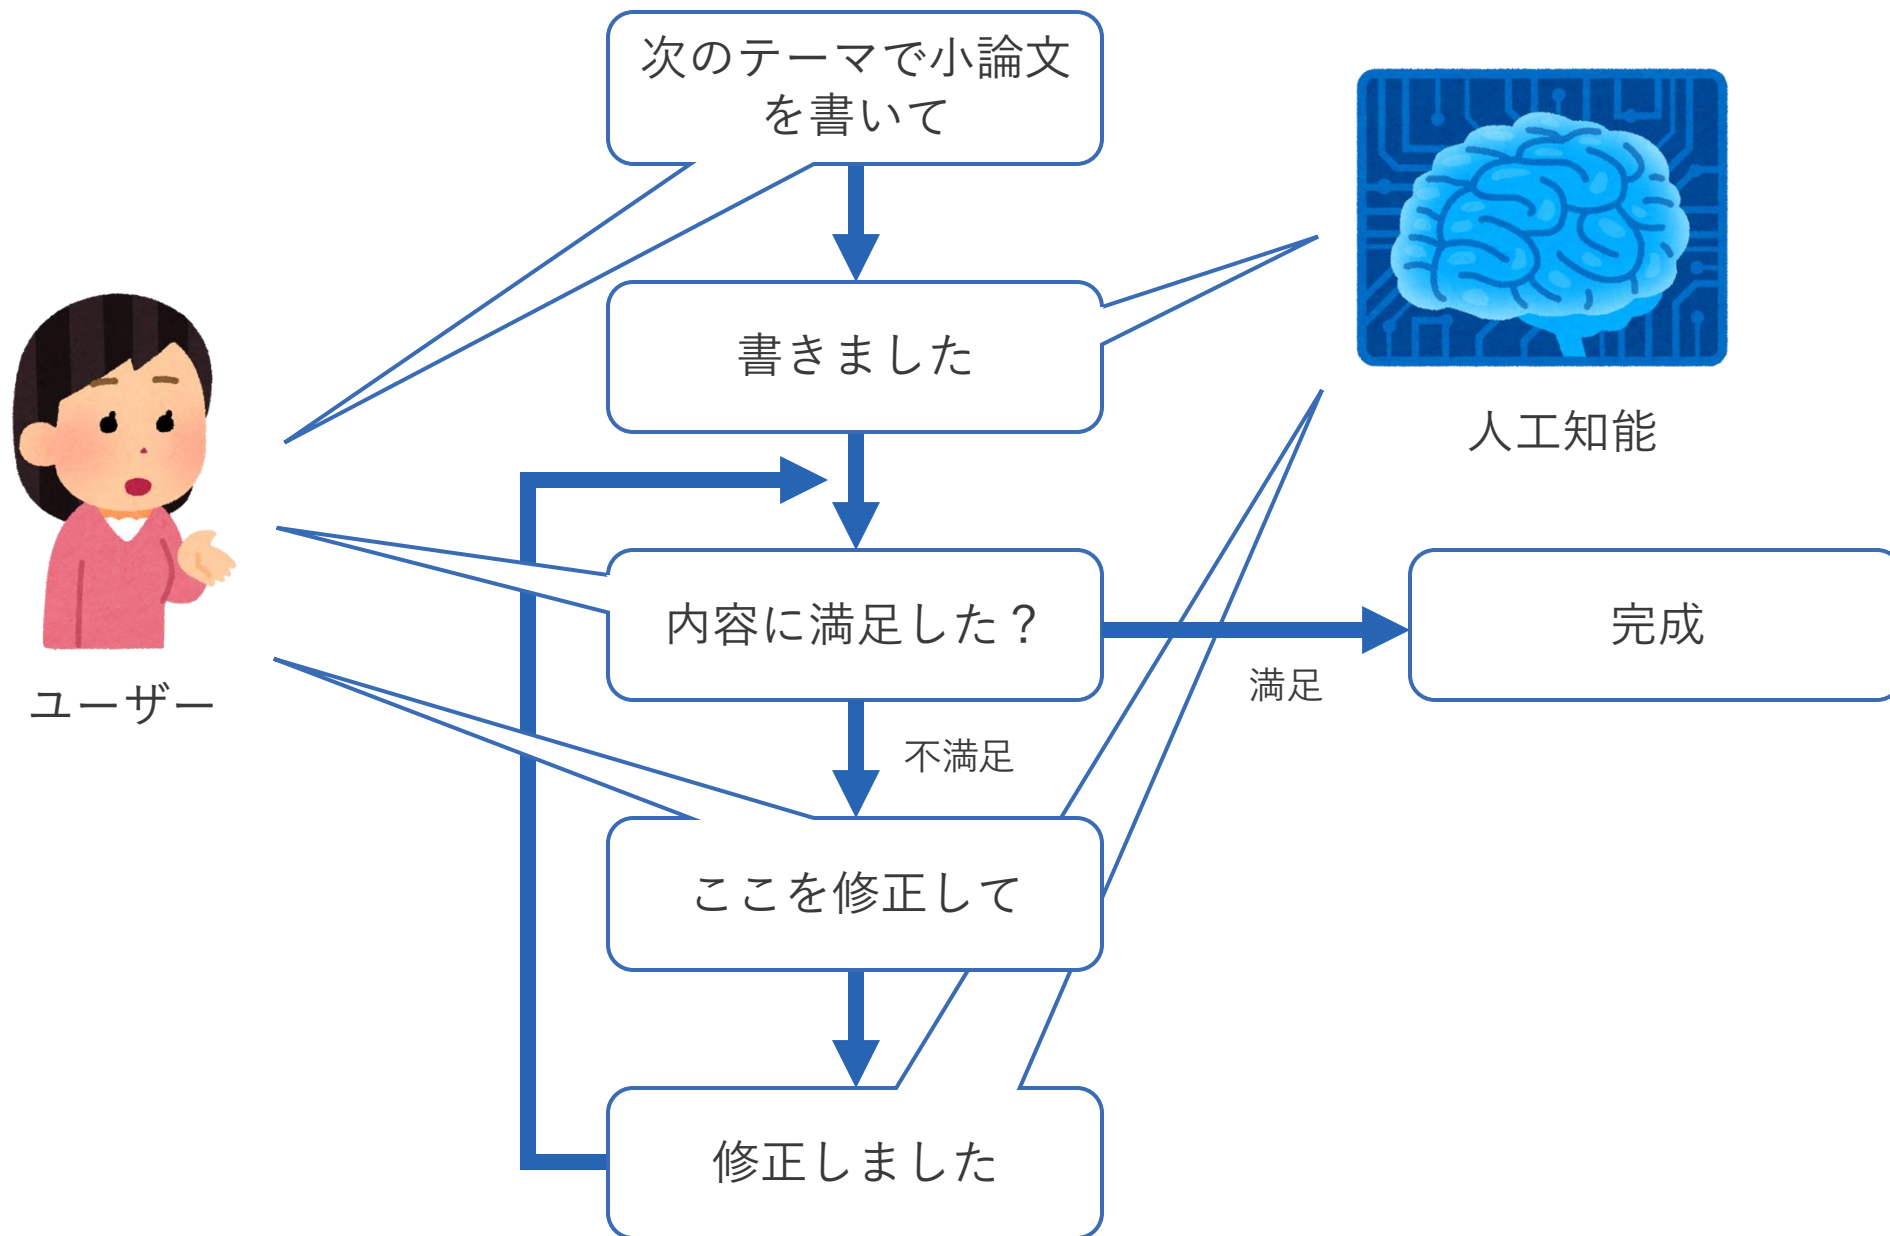 次のテーマで小論文
を書いて
書きました
人工知能
内容に満足した？
完成
満足
ユーザー
不満足
ここを修正して
修正しました